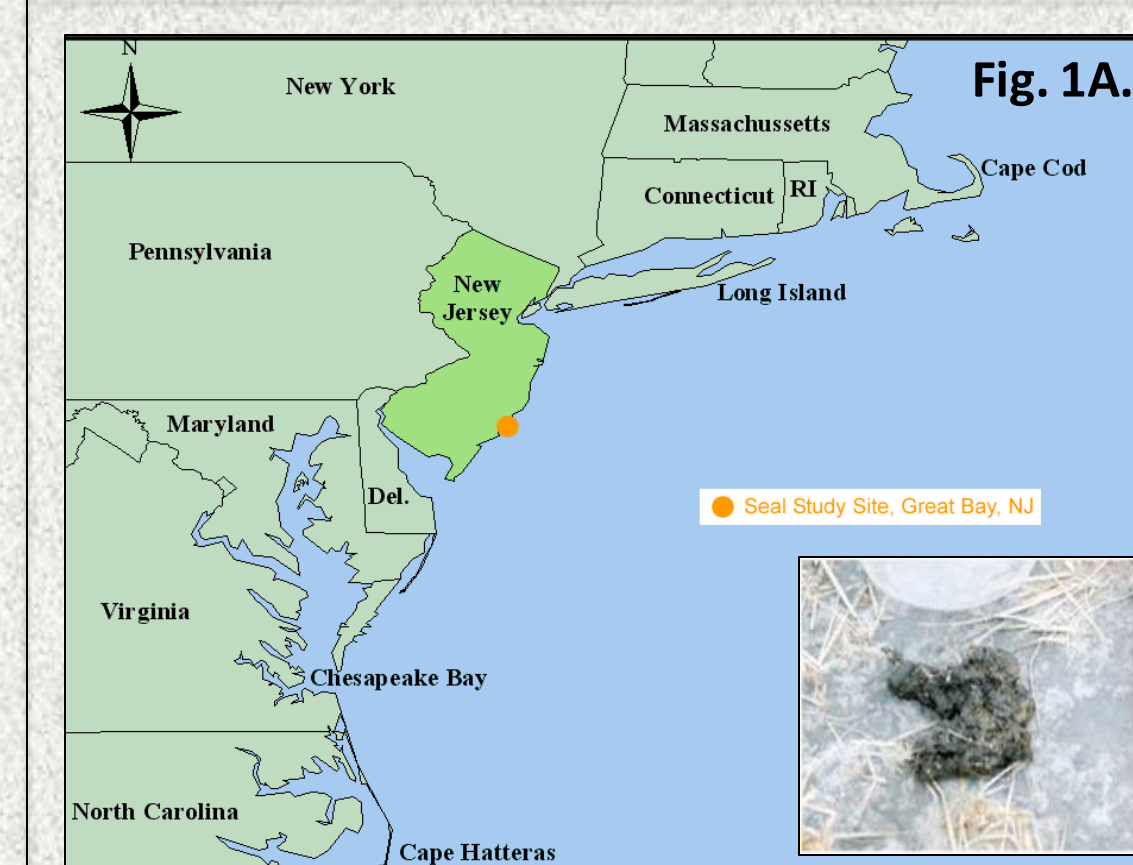 N
New York
Fig. 1A.
Massachussetts
Cape Cod
Connecticut
RI
Pennsylvania
New
Jersey
Long Island
Maryland
Del.
Seal Study Site, Great Bay, NJ
Virginia
Chesapeake Bay
North Carolina
Cape Hatteras